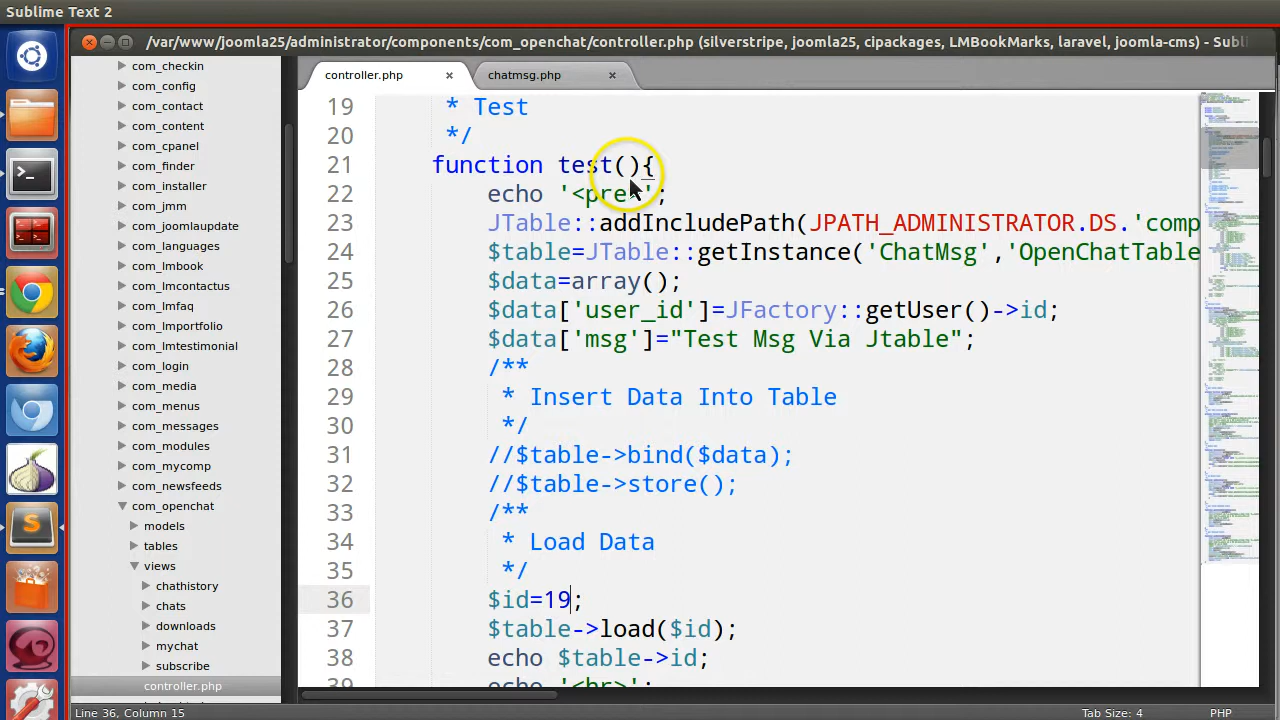 Sublime Text 2
/var/www/joomla25/administrator/components/com_openchat/controller.php (silverstripe, joomla25, cipackages, LMBookMarks, laravel, joomla-cms) - Subl
com_checkin
com_config
com_contact
com_content
com_cpanel
com_finder
com_installer
com_jmm
com_joomlaupdate
com_languages
com_lmbook
com_lmcontactus
com_lmfaq
com_lmportfolio
com_lmtestimonial
com_login
com_media
com_menus
com_messages
com_modules
com_mycomp
com_newsfeeds
com_openchat
models
tables
views
chathistory
chats
downloads
mychat
subscribe
controller.php
controller.php × chatmsg.php ×
19 * Test
20 */
21 function test(){
22 echo '<pre>';
23 JTable::addIncludePath(JPATH_ADMINISTRATOR.DS.'comp
24 $table=JTable::getInstance('ChatMsg','OpenChatTable
25 $data=array();
26 $data['user_id']=JFactory::getUser()->id;
27 $data['msg']="Test Msg Via Jtable";
28 /**
29 * Insert Data Into Table
30 */
31 //$table->bind($data);
32 //$table->store();
33 /**
34 * Load Data
35 */
36 $id=19;
37 $table->load($id);
38 echo $table->id;
39 echo '<hr>';
Line 36, Column 15 Tab Size: 4 PHP